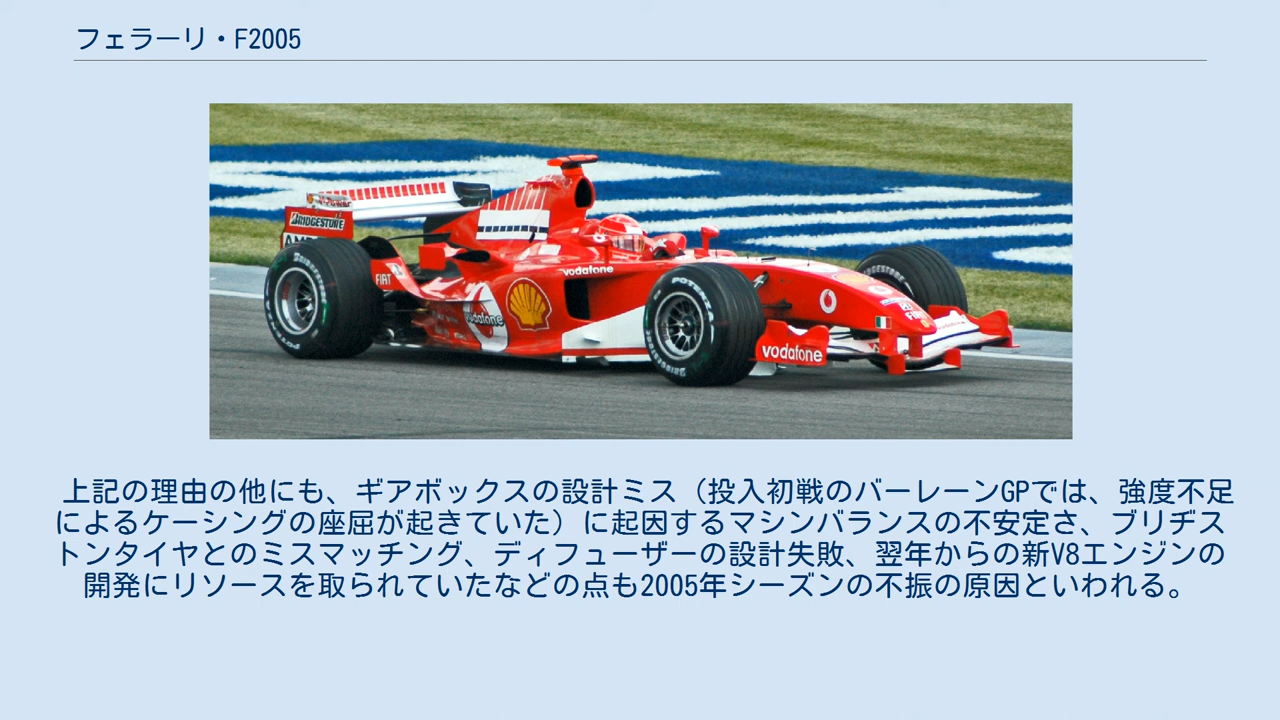 フェラーリ・F2005
BRIDGESTONE
FIAT
vodafone
vodafone
POTENZA
BRIDGESTONE
vodafone
上記の理由の他にも、ギアボックスの設計ミス（投入初戦のバーレーンGPでは、強度不足
によるケーシングの座屈が起きていた）に起因するマシンバランスの不安定さ、ブリヂス
トンタイヤとのミスマッチング、ディフューザーの設計失敗、翌年からの新V8エンジンの
開発にリソースを取られていたなどの点も2005年シーズンの不振の原因といわれる。